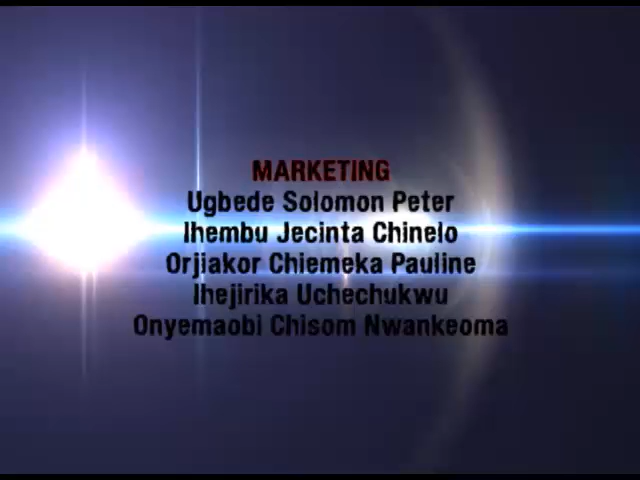 MARKETING
Ugbede Solomon Peter
Ihembu Jecinta Chinelo
Orjiakor Chiemeka Pauline
Ihejirika Uchechukwu
Onyemaobi Chisom Nwankeoma